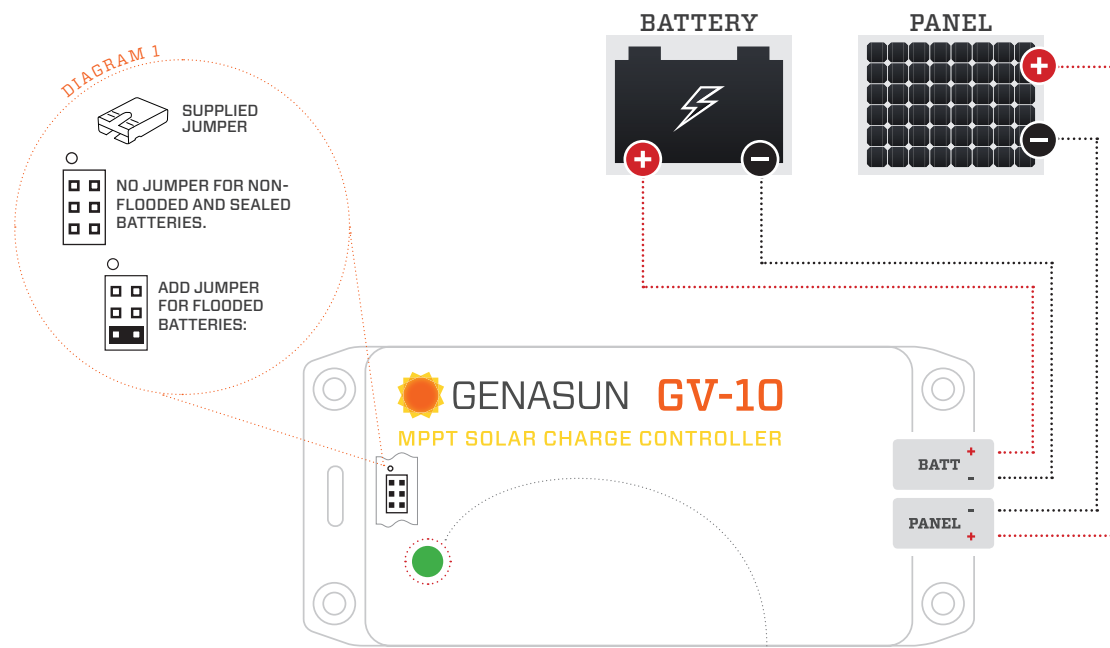 BATTERY
PANEL
DIAGRAM 1
SUPPLIED
JUMPER
NO JUMPER FOR NON-
FLOODED AND SEALED
BATTERIES.
ADD JUMPER
FOR FLOODED
BATTERIES:
GENASUN GV-10
MPPT SOLAR CHARGE CONTROLLER
BATT + -
PANEL - +